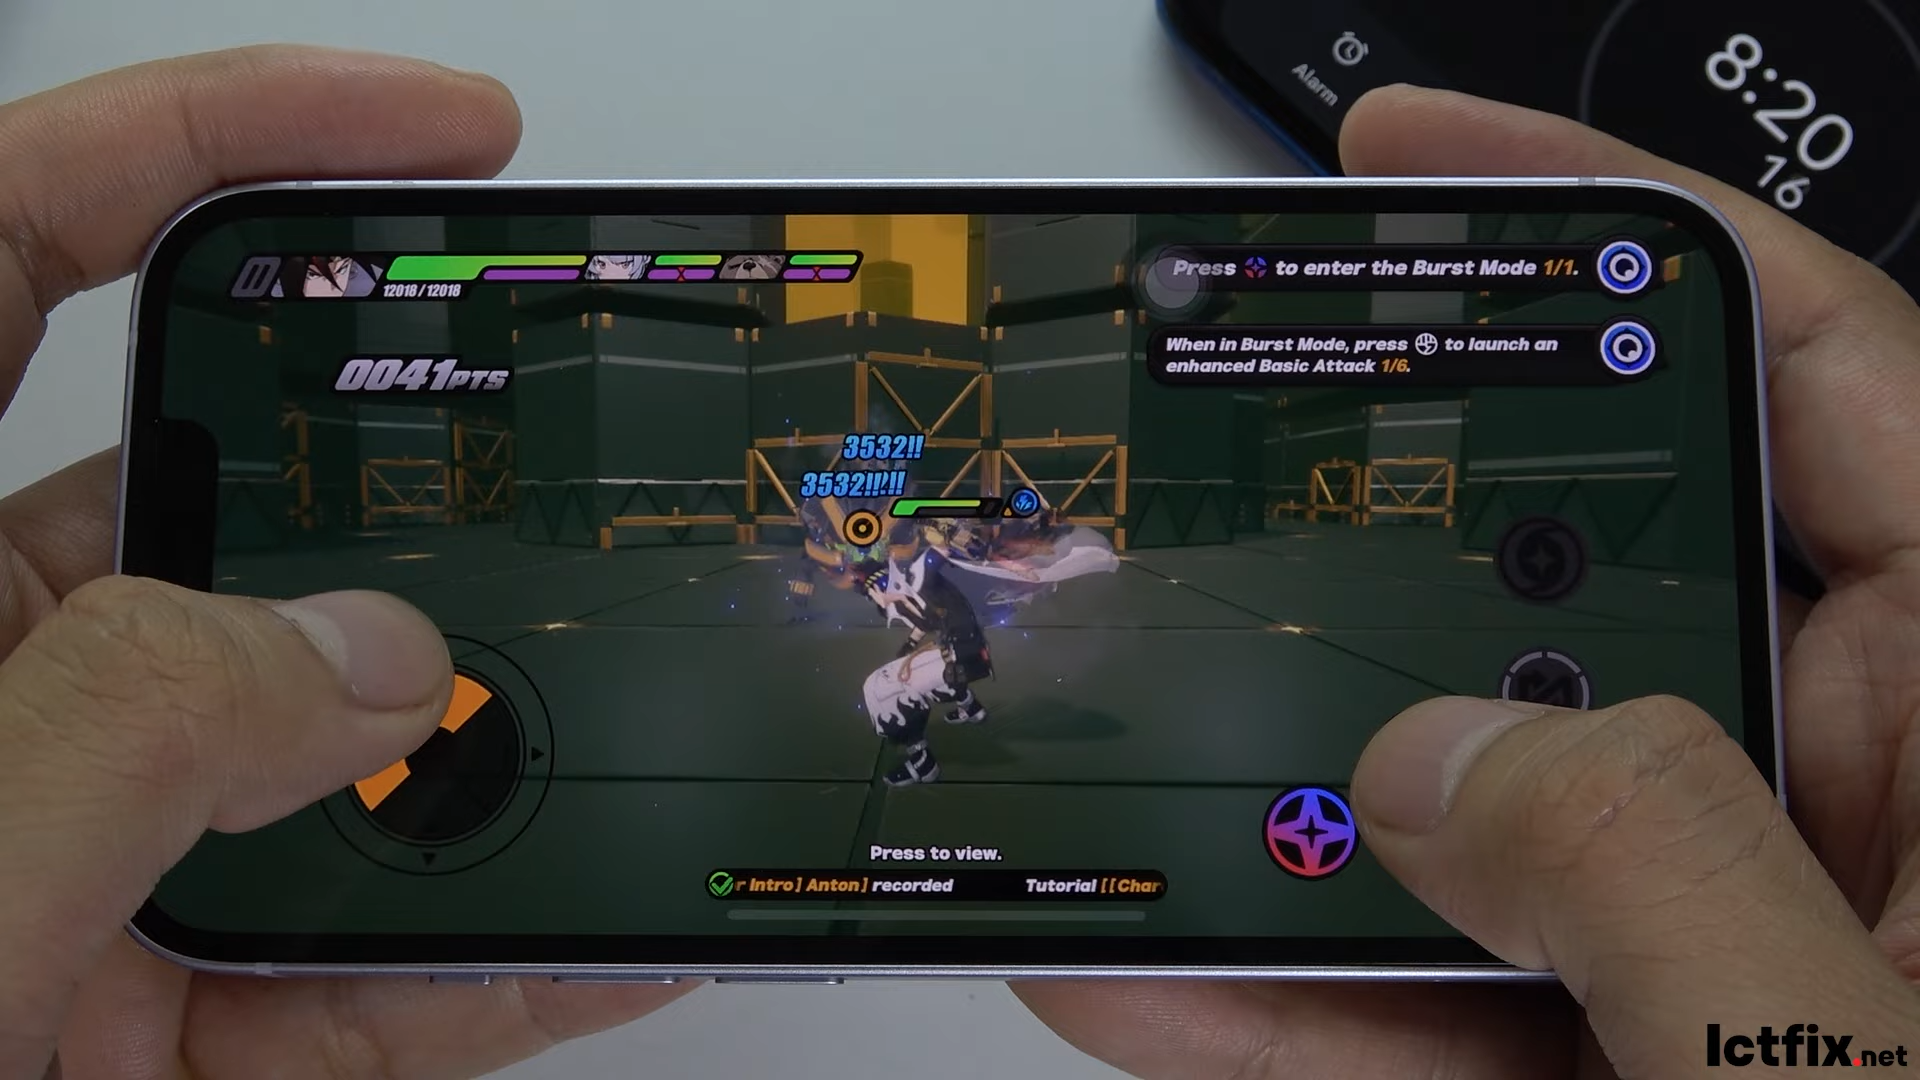 Alarm
8:20
16
12018/12018
Press to enter the Burst Mode 1/1.
0041PTS
When in Burst Mode, press to launch an
enhanced Basic Attack 1/6.
3532!!
3532!!!!!
Press to view.
r Intro] Anton] recorded Tutorial [[Char
Ictfix.net